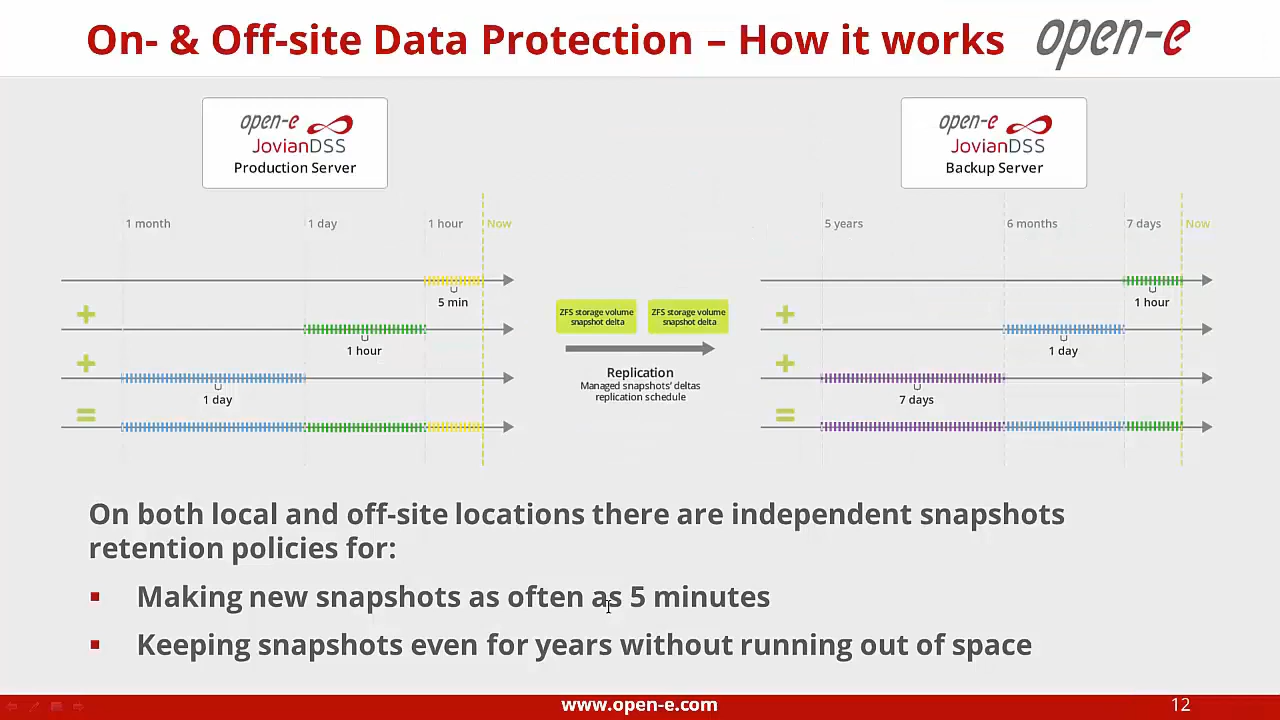 On- & Off-site Data Protection – How it works
open-e
open-e
JovianDSS
Production Server
open-e
JovianDSS
Backup Server
1 month
1 day
1 hour
Now
5 min
+
1 hour
+
1 day
=
ZFS storage volume
snapshot delta
ZFS storage volume
snapshot delta
Replication
Managed snapshots' deltas
replication schedule
5 years
6 months
7 days
Now
1 hour
+
1 day
+
7 days
=
On both local and off-site locations there are independent snapshots
retention policies for:
▪ Making new snapshots as often as 5 minutes
▪ Keeping snapshots even for years without running out of space
www.open-e.com
12